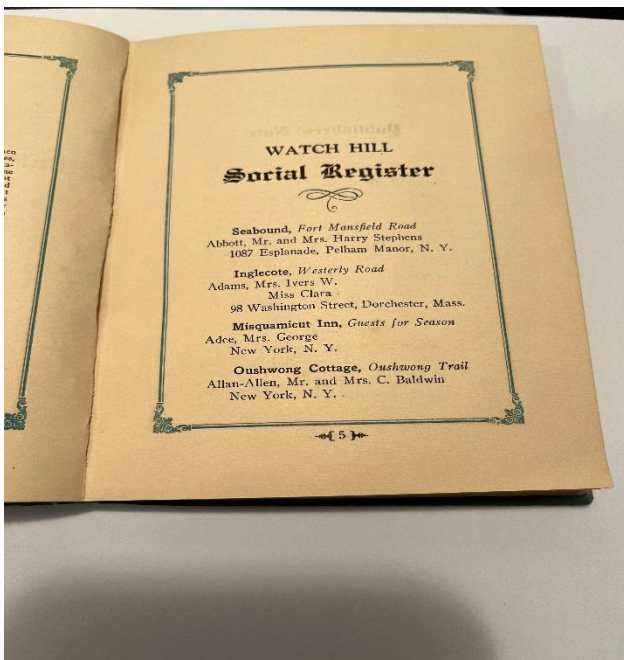 WATCH HILL
Social Register
Seabound, Fort Mansfield Road
Abbott, Mr. and Mrs. Harry Stephens
1087 Esplanade, Pelham Manor, N. Y.
Inglecote, Westerly Road
Adams, Mrs. Ivers W.
Miss Clara
98 Washington Street, Dorchester, Mass.
Misquamicut Inn, Guests for Season
Adee, Mrs. George
New York, N. Y.
Oushwong Cottage, Oushwong Trail
Allan-Allen, Mr. and Mrs. C. Baldwin
New York, N. Y.
5